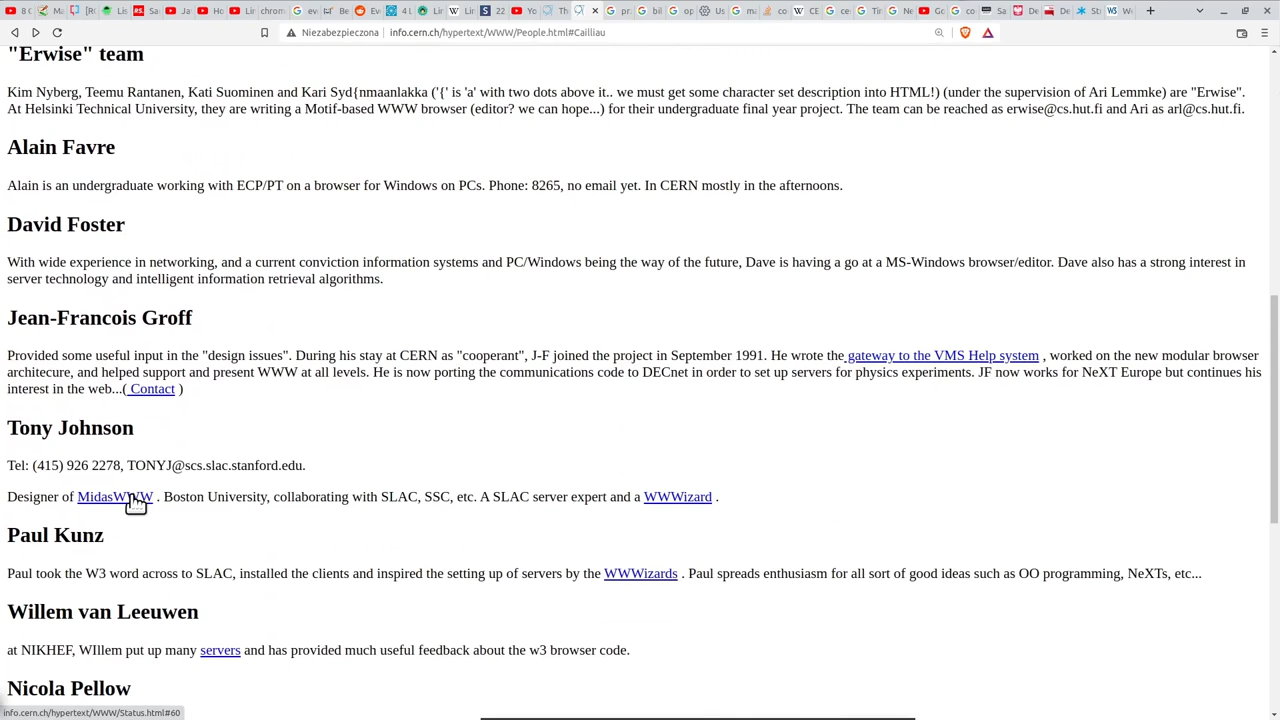 Niezabezpieczona info.cern.ch/hypertext/WWW/People.html#Cailliau
"Erwise" team
Kim Nyberg, Teemu Rantanen, Kati Suominen and Kari Syd{nmaanlakka ('{' is 'a' with two dots above it.. we must get some character set description into HTML!) (under the supervision of Ari Lemmke) are "Erwise".
At Helsinki Technical University, they are writing a Motif-based WWW browser (editor? we can hope...) for their undergraduate final year project. The team can be reached as erwise@cs.hut.fi and Ari as arl@cs.hut.fi.
Alain Favre
Alain is an undergraduate working with ECP/PT on a browser for Windows on PCs. Phone: 8265, no email yet. In CERN mostly in the afternoons.
David Foster
With wide experience in networking, and a current conviction information systems and PC/Windows being the way of the future, Dave is having a go at a MS-Windows browser/editor. Dave also has a strong interest in
server technology and intelligent information retrieval algorithms.
Jean-Francois Groff
Provided some useful input in the "design issues". During his stay at CERN as "cooperant", J-F joined the project in September 1991. He wrote the gateway to the VMS Help system , worked on the new modular browser
architecure, and helped support and present WWW at all levels. He is now porting the communications code to DECnet in order to set up servers for physics experiments. JF now works for NeXT Europe but continues his
interest in the web...( Contact )
Tony Johnson
Tel: (415) 926 2278, TONYJ@scs.slac.stanford.edu.
Designer of MidasWWW . Boston University, collaborating with SLAC, SSC, etc. A SLAC server expert and a WWWizard .
Paul Kunz
Paul took the W3 word across to SLAC, installed the clients and inspired the setting up of servers by the WWWizards . Paul spreads enthusiasm for all sort of good ideas such as OO programming, NeXTs, etc...
Willem van Leeuwen
at NIKHEF, WIllem put up many servers and has provided much useful feedback about the w3 browser code.
Nicola Pellow
info.cern.ch/hypertext/WWW/Status.html#60